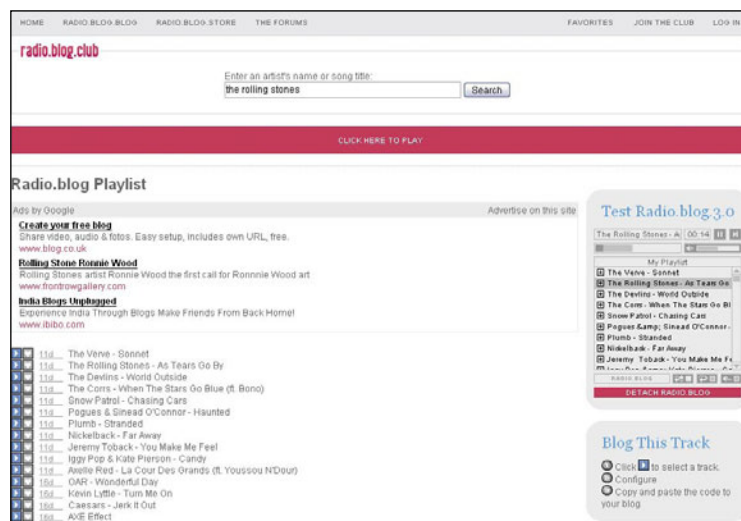 HOME RADIO.BLOG.BLOG RADIO.BLOG.STORE THE FORUMS FAVORITES JOIN THE CLUB LOG IN
radio.blog.club
Enter an artist's name or song title:
the rolling stones Search
CLICK HERE TO PLAY
Radio.blog Playlist
Ads by Google Advertise on this site
Create your free blog
Share video, audio & fotos. Easy setup, includes own URL, free.
www.blog.co.uk
Rolling Stone Ronnie Wood
Rolling Stones artist Ronnie Wood the first call for Ronnnie Wood art
www.frontrowgallery.com
India Blogs Unplugged
Experience India Through Blogs Make Friends From Back Home!
www.ibibo.com
11d The Verve - Sonnet
11d The Rolling Stones - As Tears Go By
11d The Devlins - World Outside
11d The Corrs - When The Stars Go Blue (ft. Bono)
11d Snow Patrol - Chasing Cars
11d Pogues & Sinead O'Connor - Haunted
11d Plumb - Stranded
11d Nickelback - Far Away
11d Jeremy Toback - You Make Me Feel
11d Iggy Pop & Kate Pierson - Candy
11d Axelle Red - La Cour Des Grands (ft. Youssou N'Dour)
16d OAR - Wonderful Day
16d Kevin Lyttle - Turn Me On
16d Caesars - Jerk It Out
16d AXE Effect
Test Radio.blog.3.0
The Rolling Stones - A 00:14
My Playlist
The Verve - Sonnet
The Rolling Stones - As Tears Go
The Devlins - World Outside
The Corrs - When The Stars Go Bl
Snow Patrol - Chasing Cars
Pogues &amp; Sinead O'Connor -
Plumb - Stranded
Nickelback - Far Away
Jeremy Toback - You Make Me Fe
RADIO.BLOG
DETACH RADIO.BLOG
Blog This Track
Click to select a track.
Configure
Copy and paste the code to
your blog